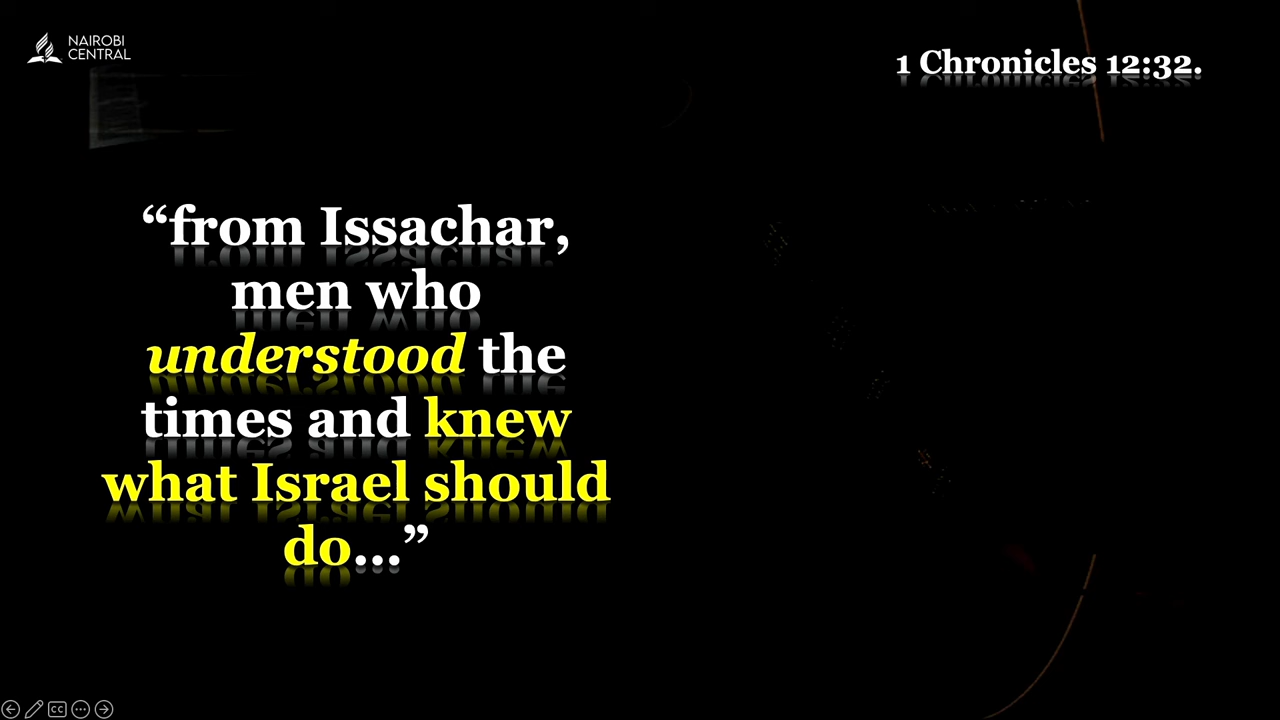 NAIROBI
CENTRAL
1 Chronicles 12:32.
“from Issachar,
men who
understood the
times and knew
what Israel should
do...”
CC